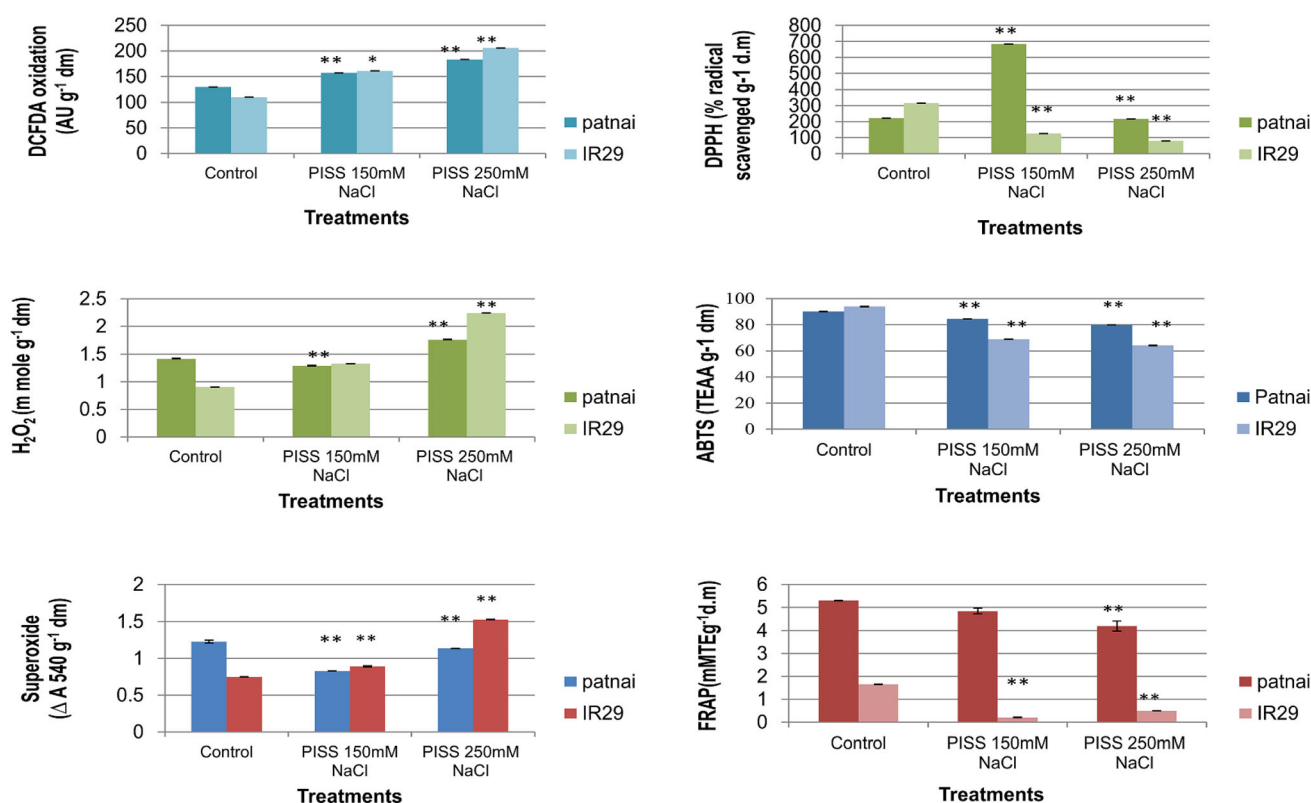 DCFDA oxidation
(AU g⁻¹ dm)
250
200
150
100
50
0
** *
** **
Control
PISS 150mM
NaCl
PISS 250mM
NaCl
Treatments
patnai
IR29
DPPH (% radical
scavenged g-1 d.m)
800
700
600
500
400
300
200
100
0
** **
** **
Control
PISS 150mM
NaCl
PISS 250mM
NaCl
Treatments
patnai
IR29
H₂O₂ (m mole g⁻¹ dm)
2.5
2
1.5
1
0.5
0
**
** **
Control
PISS 150mM
NaCl
PISS 250mM
NaCl
Treatments
patnai
IR29
ABTS (TEAA g-1 dm)
100
80
60
40
20
0
** **
** **
Control
PISS 150mM
NaCl
PISS 250mM
NaCl
Treatments
Patnai
IR29
Superoxide
(Δ A 540 g⁻¹ dm)
2
1.5
1
0.5
0
** **
** **
Control
PISS 150mM
NaCl
PISS 250mM
NaCl
Treatments
patnai
IR29
FRAP(mMTEg⁻¹d.m)
6
5
4
3
2
1
0
**
** **
Control
PISS 150mM
NaCl
PISS 250mM
NaCl
Treatments
patnai
IR29